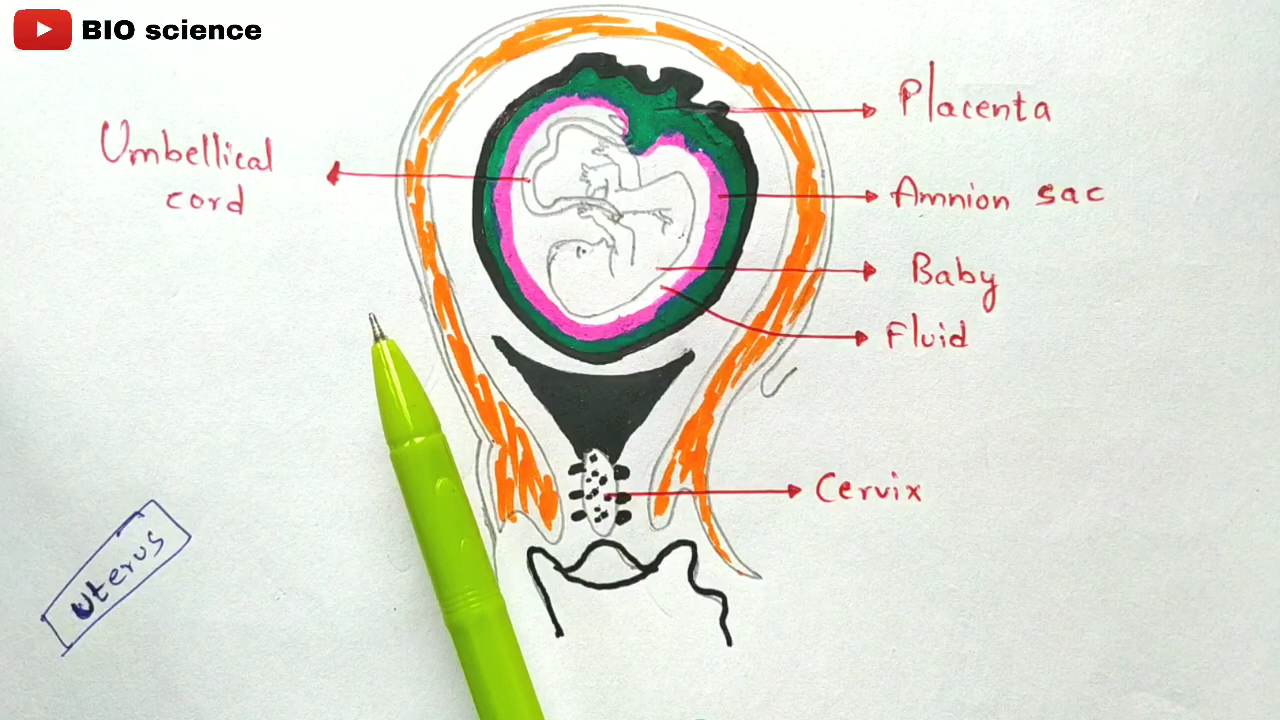 BIO science
Umbellical
cord
Placenta
Amnion sac
Baby
Fluid
Cervix
Uterus